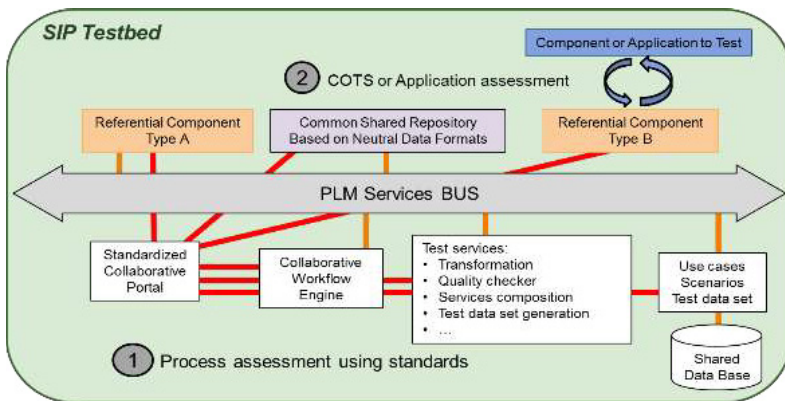 SIP Testbed
Component or Application to Test
2 COTS or Application assessment
Referential Component
Type A
Common Shared Repository
Based on Neutral Data Formats
Referential Component
Type B
PLM Services BUS
Standardized
Collaborative
Portal
Collaborative
Workflow
Engine
Test services:
• Transformation
• Quality checker
• Services composition
• Test data set generation
• ...
Use cases
Scenarios
Test data set
Shared
Data Base
1 Process assessment using standards